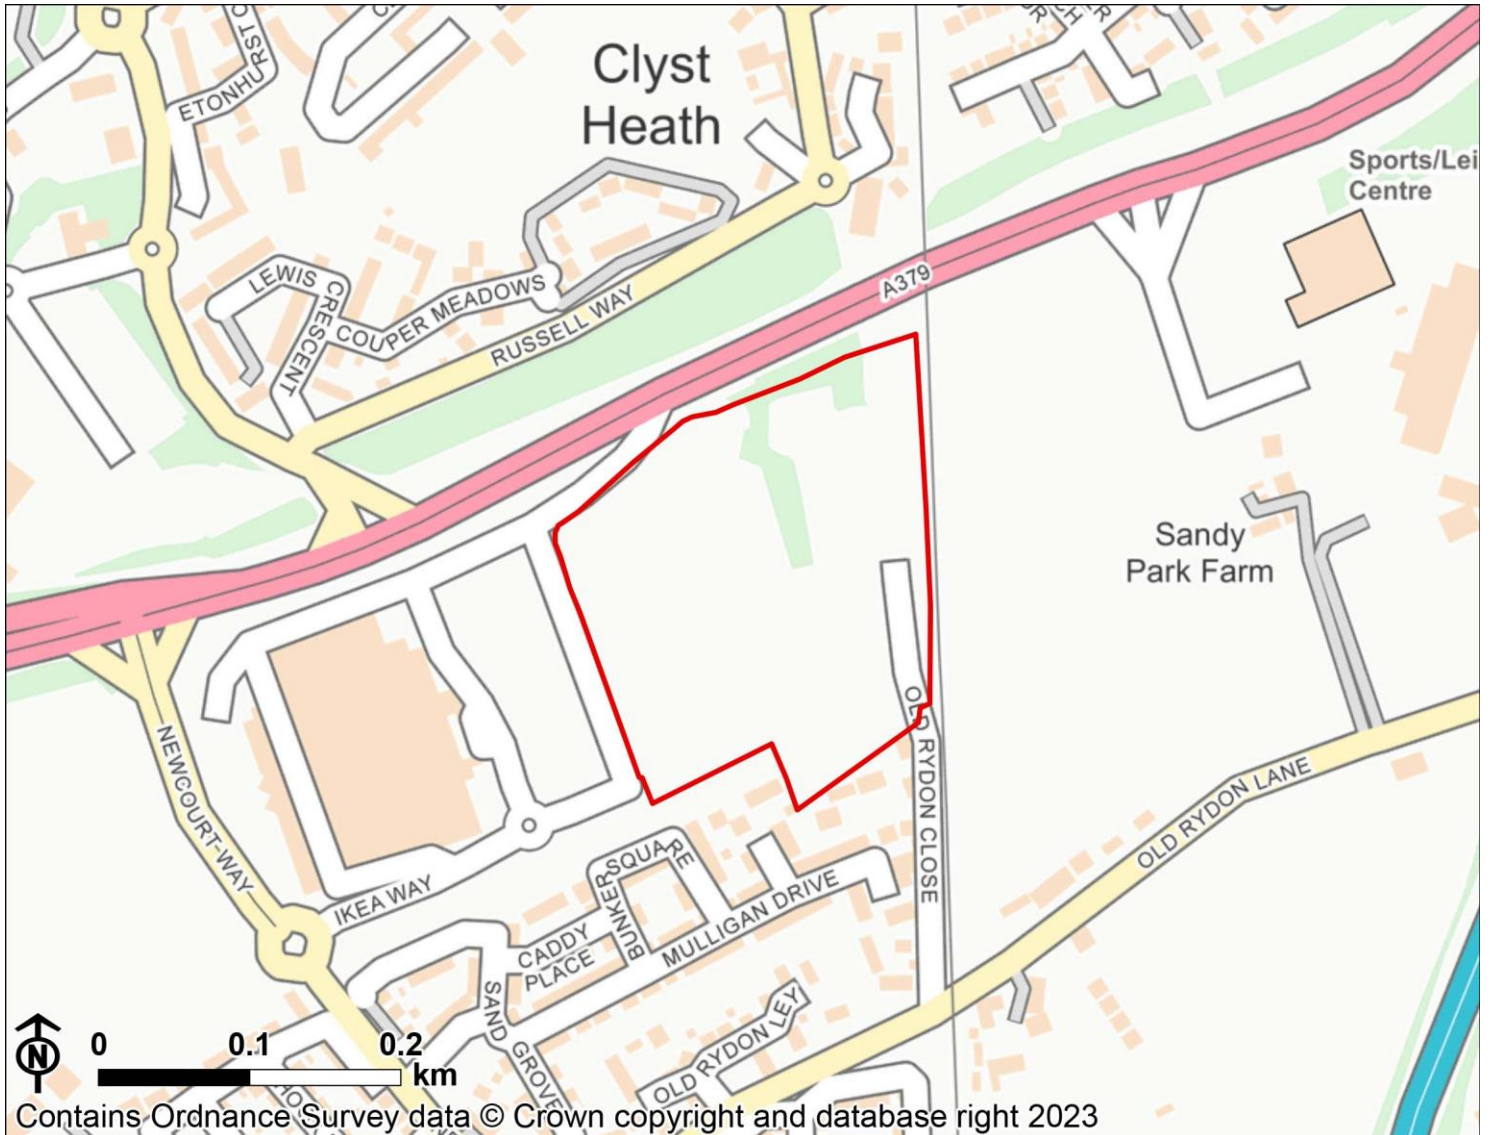 ETONHURST C
Clyst
Heath
Sports/Lei
Centre
A379
LEWIS
CRESCENT
COUPER MEADOWS
RUSSELL WAY
Sandy
Park Farm
OLD RYDON CLOSE
NEWCOURT WAY
OLD RYDON LANE
IKEA WAY
BUNKER
SQUARE
MULLIGAN DRIVE
CADDY
PLACE
SAND GROVE
OLD RYDON LEY
N
0 0.1 0.2
km
Contains Ordnance Survey data © Crown copyright and database right 2023